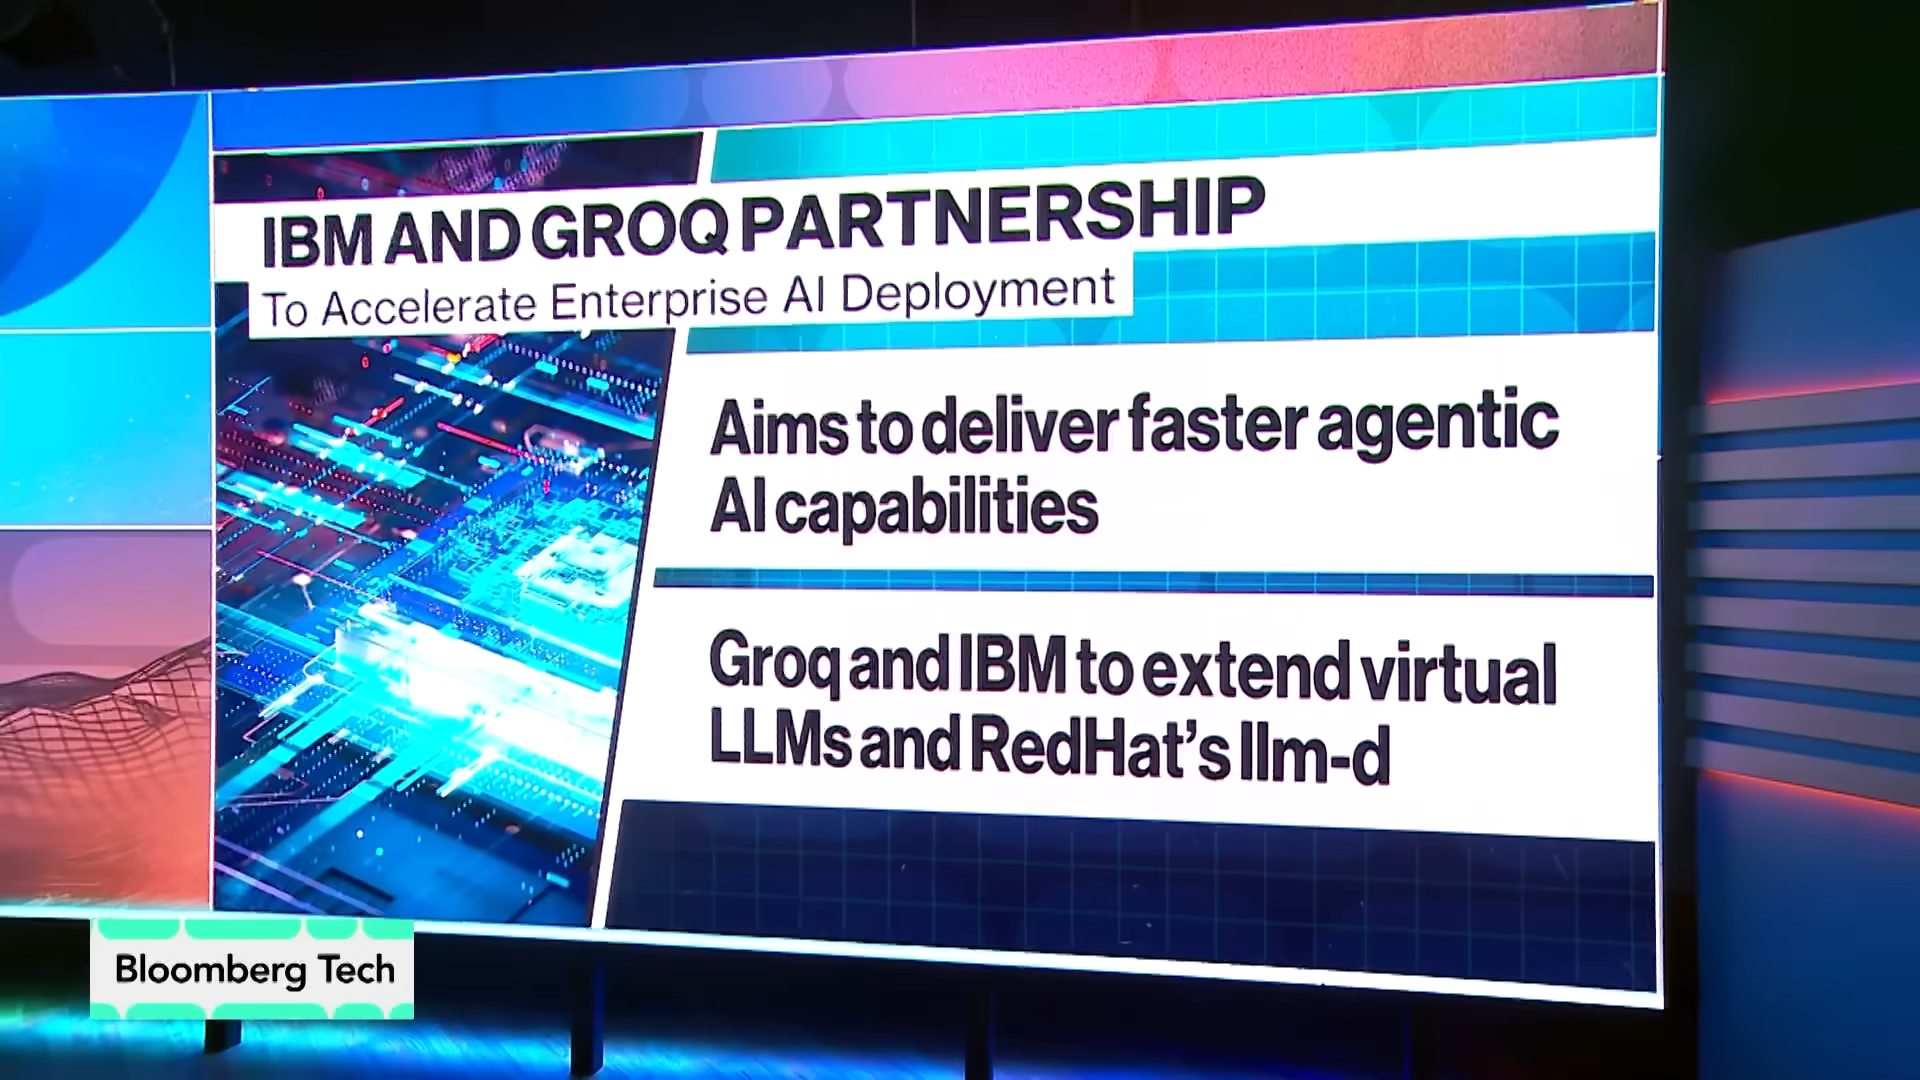 IBM AND GROQ PARTNERSHIP
To Accelerate Enterprise AI Deployment
Aims to deliver faster agentic
AI capabilities
Groq and IBM to extend virtual
LLMs and RedHat's llm-d
Bloomberg Tech